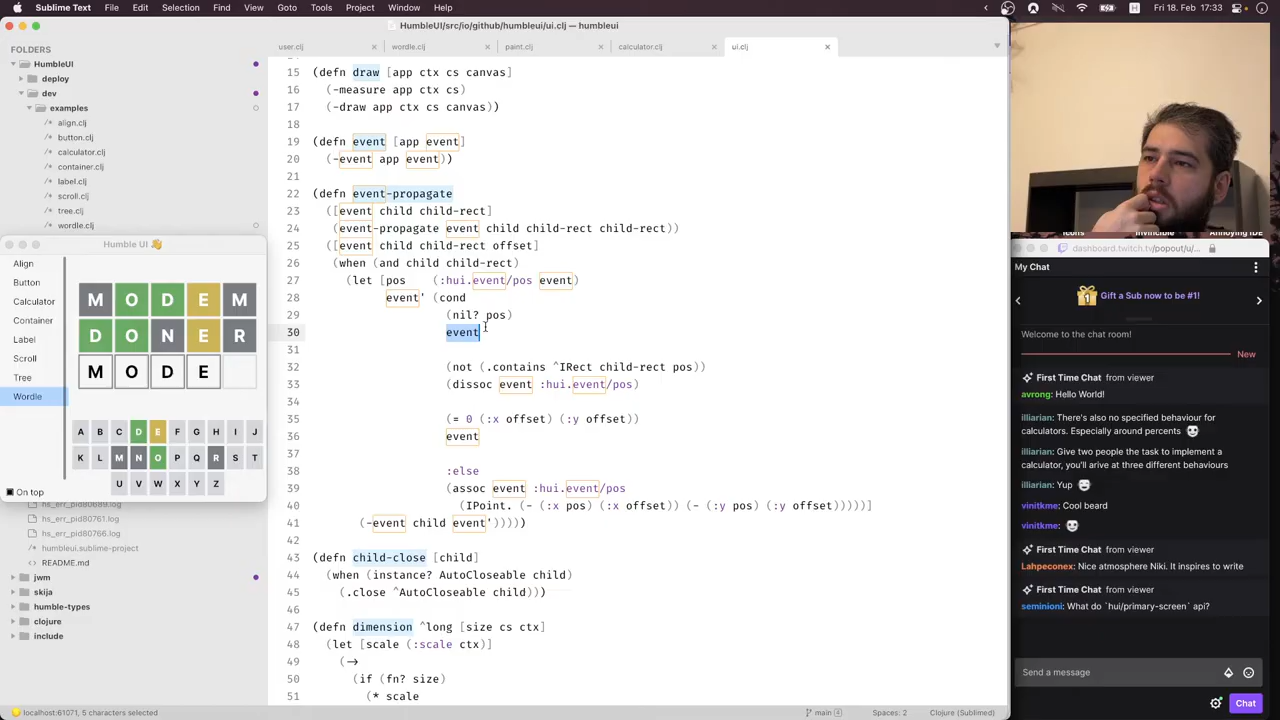 Sublime Text File Edit Selection Find View Goto Tools Project Window Help
Fri 18. Feb 17:33
HumbleUI/src/io/github/humbleui/ui.clj — humbleui
FOLDERS
HumbleUI
deploy
dev
examples
/* align.clj
/* button.clj
/* calculator.clj
/* container.clj
/* label.clj
/* scroll.clj
/* tree.clj
/* wordle.clj
Humble UI 👋
Align
Button
Calculator
Container
Label
Scroll
Tree
Wordle
On top
M O D E M
D O N E R
M O D E
A B C D E F G H I J
K L M N O P Q R S T
U V W X Y Z
hs_err_pid80689.log
hs_err_pid80761.log
hs_err_pid80766.log
humbleui.sublime-project
README.md
jwm
skija
humble-types
clojure
include
user.clj × wordle.clj × paint.clj × calculator.clj × ui.clj ×
15 (defn draw [app ctx cs canvas]
16 (-measure app ctx cs)
17 (-draw app ctx cs canvas))
18
19 (defn event [app event]
20 (-event app event))
21
22 (defn event-propagate
23 ([event child child-rect]
24 (event-propagate event child child-rect child-rect))
25 ([event child child-rect offset]
26 (when (and child child-rect)
27 (let [pos (:hui.event/pos event)
28 event' (cond
29 (nil? pos)
30 event
31
32 (not (.contains ^IRect child-rect pos))
33 (dissoc event :hui.event/pos)
34
35 (= 0 (:x offset) (:y offset))
36 event
37
38 :else
39 (assoc event :hui.event/pos
40 (IPoint. (- (:x pos) (:x offset)) (- (:y pos) (:y offset)))))]
41 (-event child event')))))
42
43 (defn child-close [child]
44 (when (instance? AutoCloseable child)
45 (.close ^AutoCloseable child)))
46
47 (defn dimension ^long [size cs ctx]
48 (let [scale (:scale ctx)]
49 (->
50 (if (fn? size)
51 (* scale
localhost:61071, 5 characters selected
main 4
Spaces: 2
Clojure (Sublimed)
Icons Invincible Annoying IDE
dashboard.twitch.tv/popout/u/...
My Chat
Gift a Sub now to be #1!
1
Welcome to the chat room!
New
First Time Chat from viewer
avrong: Hello World!
illiarian: There's also no specified behaviour for
calculators. Especially around percents
illiarian: Give two people the task to implement a
calculator, you'll arive at three different behaviours
illiarian: Yup
vinitkme: Cool beard
vinitkme:
First Time Chat from viewer
Lahpeconex: Nice atmosphere Niki. It inspires to write
First Time Chat from viewer
seminioni: What do `hui/primary-screen` api?
Send a message
Chat